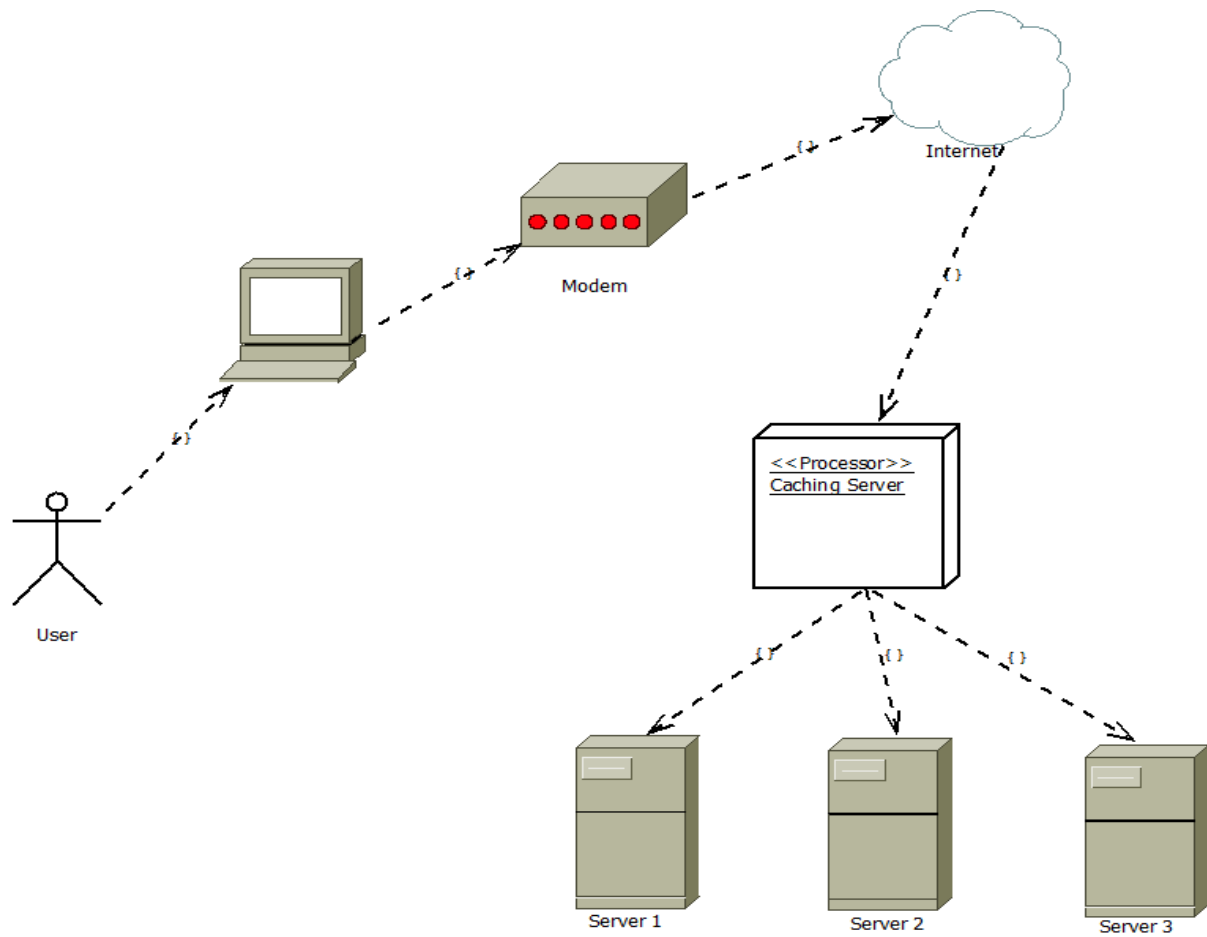 Internet
{ }
Modem
{ }
{ }
<<Processor>>
Caching Server
{ }
User
{ }
{ }
{ }
Server 1
Server 2
Server 3